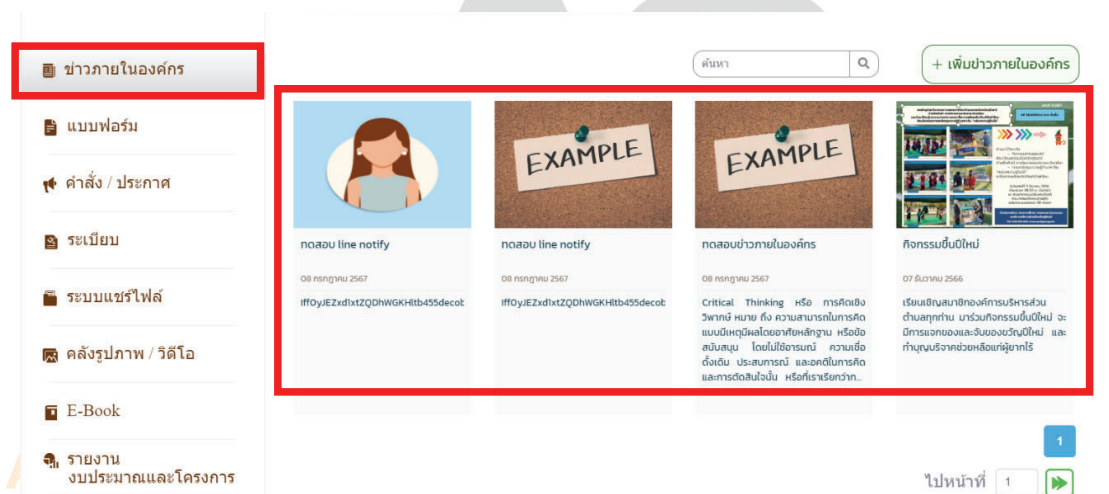 ข่าวภายในองค์กร
แบบฟอร์ม
คำสั่ง / ประกาศ
ระเบียบ
ระบบแชร์ไฟล์
คลังรูปภาพ / วิดีโอ
E-Book
รายงาน
งบประมาณและโครงการ
ค้นหา
+ เพิ่มข่าวภายในองค์กร
ทดสอบ line notify
08 กรกฎาคม 2567
EXAMPLE
ทดสอบ line notify
08 กรกฎาคม 2567
EXAMPLE
ทดสอบข่าวภายในองค์กร
08 กรกฎาคม 2567
Critical Thinking หรือ การคิดเชิง
วิพากษ์ หมาย ถึง ความสามารถในการคิด
แบบมีเหตุมีผลโดยอาศัยหลักฐาน หรือข้อ
สนับสนุน โดยไม่ใช้อารมณ์ ความเชื่อ
ดั้งเดิม ประสบการณ์ และอคติในการคิด
และการตัดสินใจนั้น หรือที่เราเรียกว่าก...
กิจกรรมขึ้นปีใหม่
07 ธันวาคม 2566
เรียนเชิญสมาชิกองค์การบริหารส่วน
ตำบลทุกท่าน มาร่วมกิจกรรมขึ้นปีใหม่ จะ
มีการแจกของและจับของขวัญปีใหม่ และ
ทำบุญบริจาคช่วยเหลือแก่ผู้ยากไร้
1
ไปหน้าที่ 1